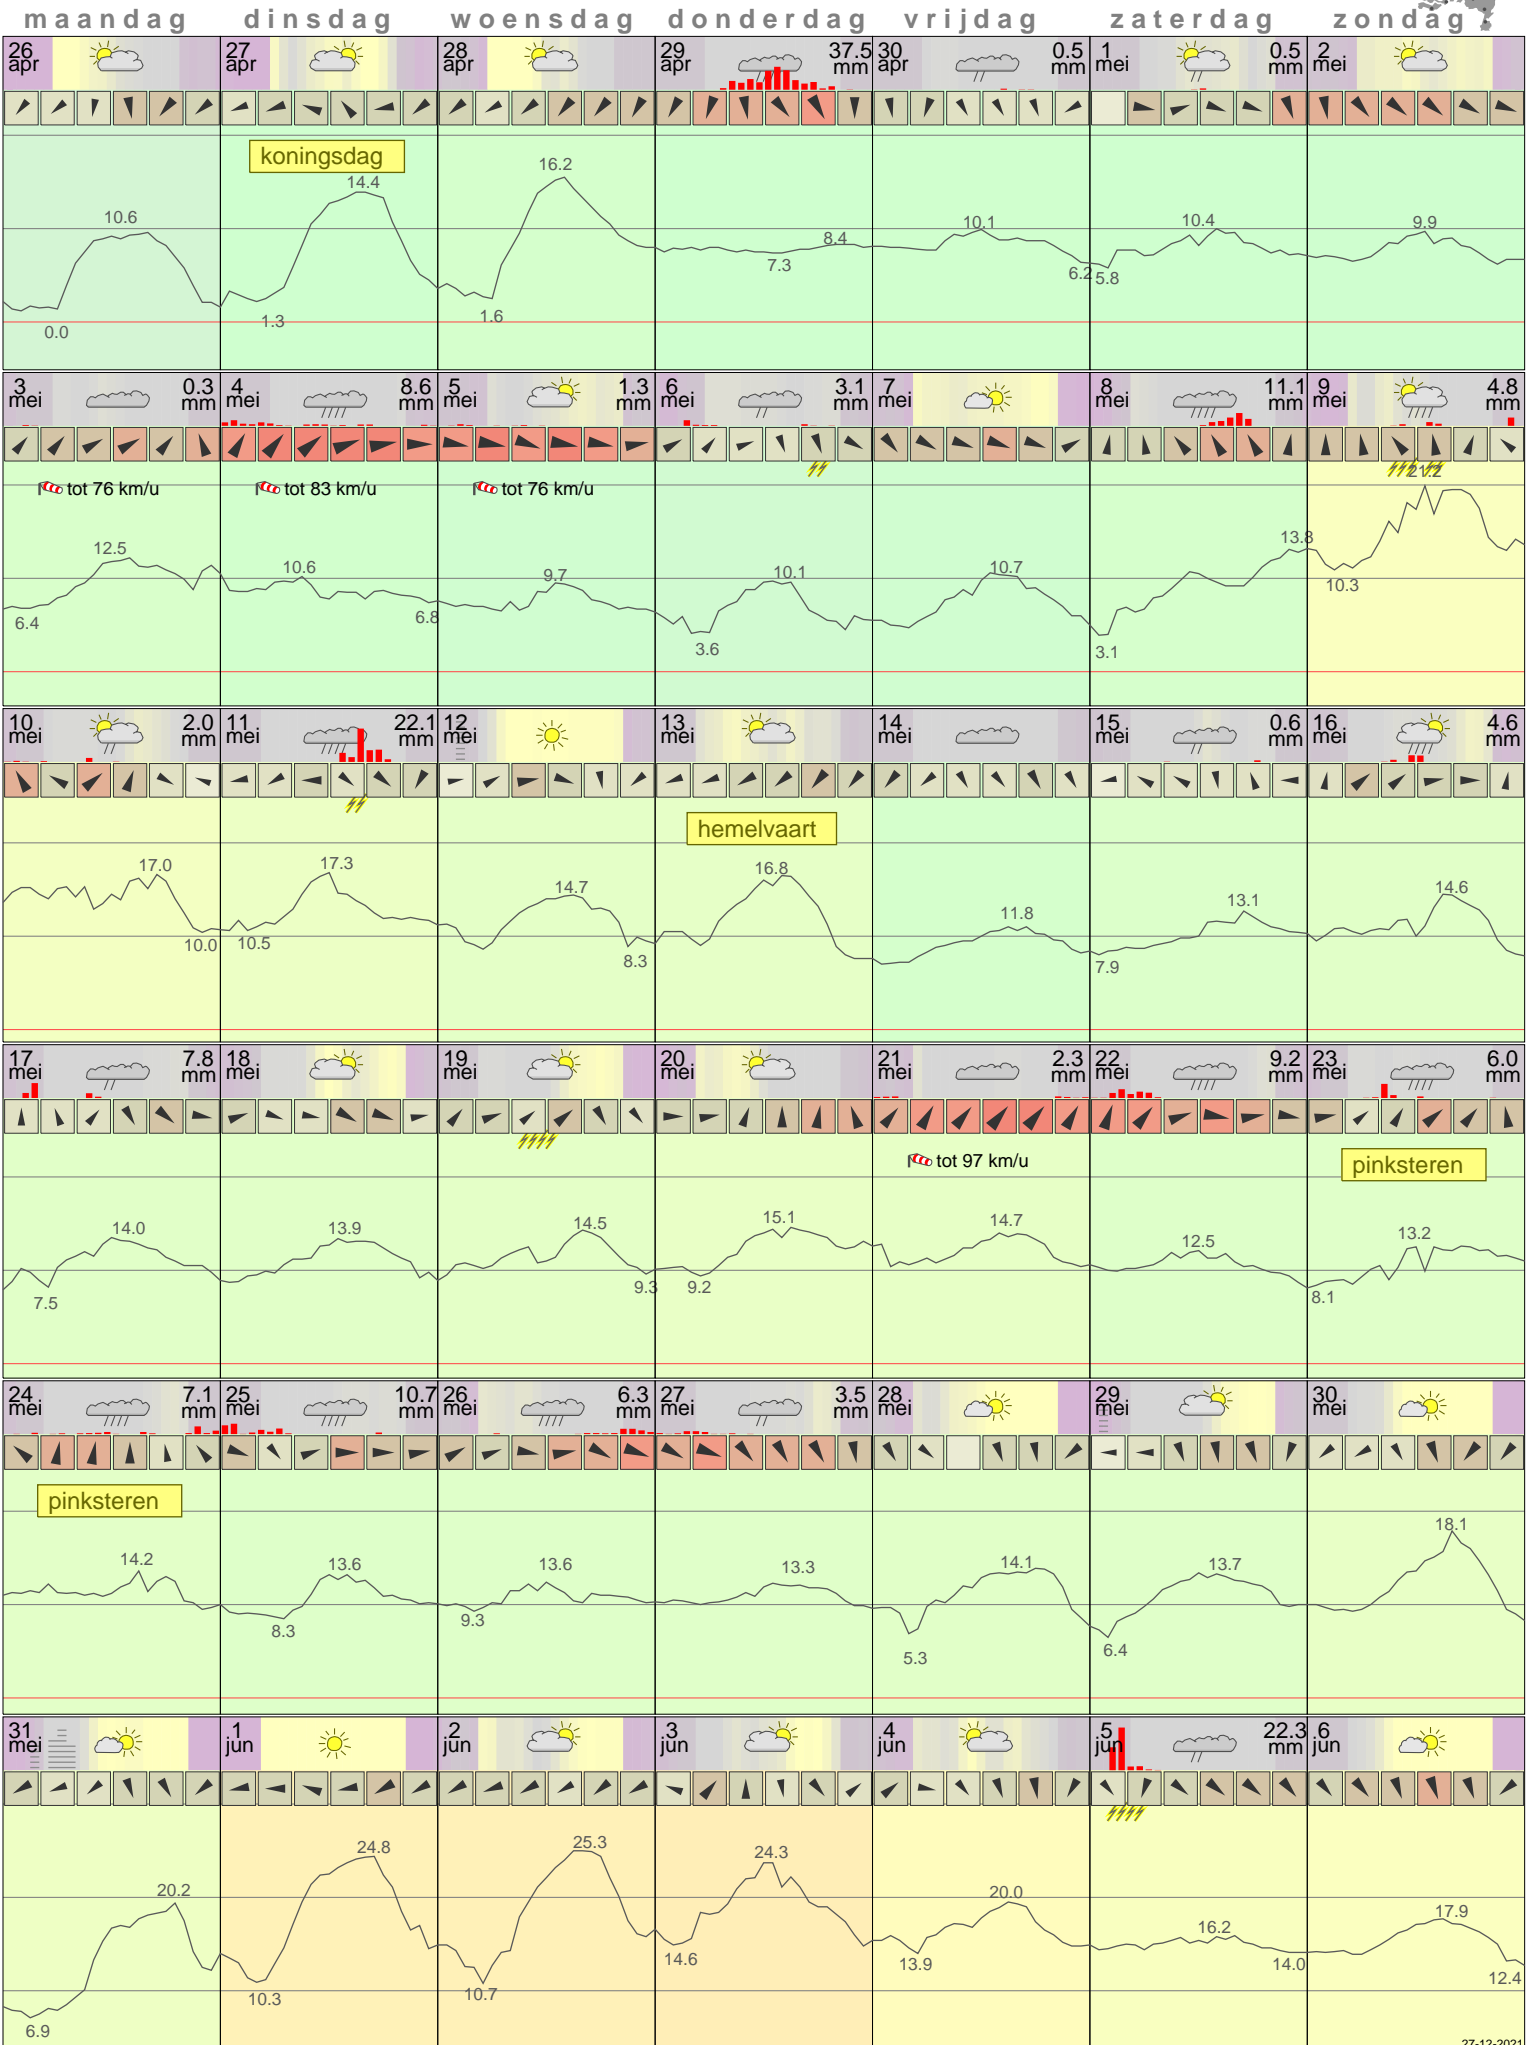 maandag dinsdag woensdag donderdag vrijdag zaterdag zondag
26 27 28 29 37.5 30 0.5 1 0.5 2
apr apr apr apr mm apr mm mei mm mei
koningsdag
16.2
14.4
10.6 10.1 10.4 9.9
8.4
7.3 6.2 5.8
0.0 1.3 1.6
3 0.3 4 8.6 5 1.3 6 3.1 7 8 11.1 9 4.8
mei mm mei mm mei mm mei mm mei mei mm mei mm
tot 76 km/u tot 83 km/u tot 76 km/u 21.2
12.5 10.6 9.7 10.1 10.7 13.8 10.3
6.4 6.8 3.6 3.1
10 2.0 11 22.1 12 13 14 15 0.6 16 4.6
mei mm mei mm mei mei mei mei mm mei mm
hemelvaart
17.0 17.3 14.7 16.8 11.8 13.1 14.6
10.0 10.5 8.3 7.9
17 7.8 18 19 20 21 2.3 22 9.2 23 6.0
mei mm mei mei mei mei mm mei mm mei mm
tot 97 km/u pinksteren
14.0 13.9 14.5 15.1 14.7 12.5 13.2
7.5 9.3 9.2 8.1
24 7.1 25 10.7 26 6.3 27 3.5 28 29 30
mei mm mei mm mei mm mei mm mei mei mei
pinksteren
14.2 13.6 13.6 13.3 14.1 13.7 18.1
8.3 9.3 5.3 6.4
31 1 2 3 4 5 22.3 6
mei jun jun jun jun jun mm jun
20.2 24.8 25.3 24.3 20.0 16.2 17.9
6.9 10.3 10.7 14.6 13.9 14.0 12.4
27-12-2021